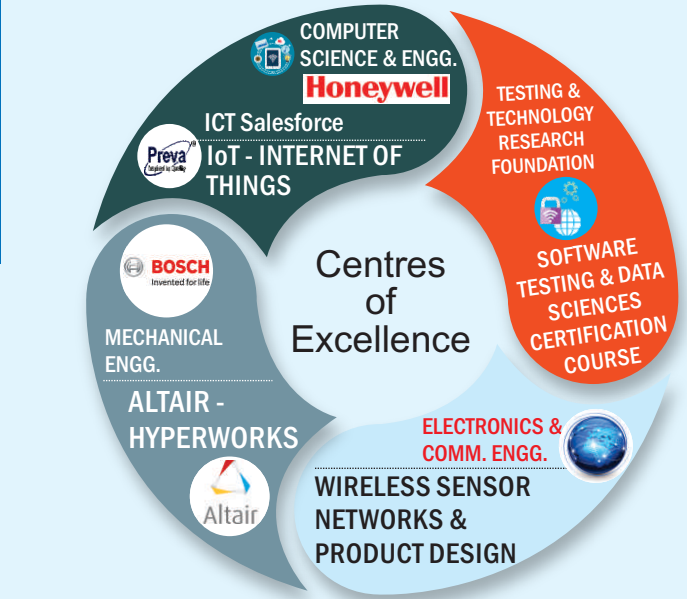 COMPUTER
SCIENCE & ENGG.
Honeywell
ICT Salesforce
Preva
IoT - INTERNET OF
THINGS
TESTING &
TECHNOLOGY
RESEARCH
FOUNDATION
SOFTWARE
TESTING & DATA
SCIENCES
CERTIFICATION
COURSE
Centres
of
Excellence
BOSCH
Invented for life
MECHANICAL
ENGG.
ALTAIR -
HYPERWORKS
Altair
ELECTRONICS &
COMM. ENGG.
WIRELESS SENSOR
NETWORKS &
PRODUCT DESIGN